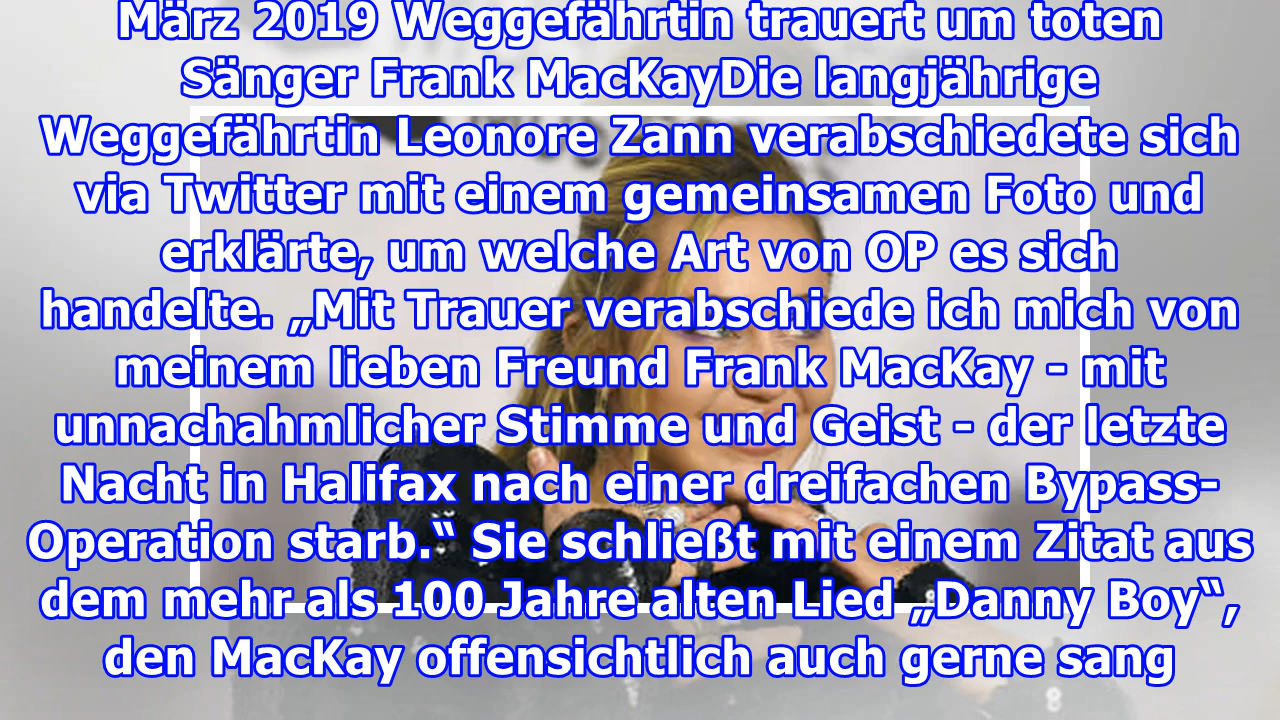 März 2019 Weggefährtin trauert um toten
Sänger Frank MacKayDie langjährige
Weggefährtin Leonore Zann verabschiedete sich
via Twitter mit einem gemeinsamen Foto und
erklärte, um welche Art von OP es sich
handelte. „Mit Trauer verabschiede ich mich von
meinem lieben Freund Frank MacKay - mit
unnachahmlicher Stimme und Geist - der letzte
Nacht in Halifax nach einer dreifachen Bypass-
Operation starb.“ Sie schließt mit einem Zitat aus
dem mehr als 100 Jahre alten Lied „Danny Boy“,
den MacKay offensichtlich auch gerne sang